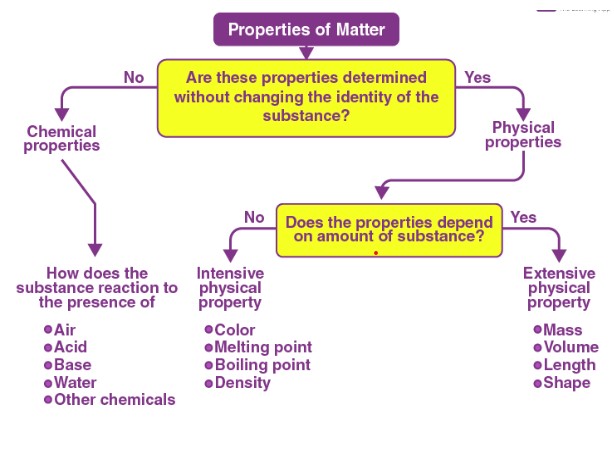 Properties of Matter
No
Are these properties determined
without changing the identity of the
substance?
Yes
Chemical
properties
Physical
properties
No
Does the properties depend
on amount of substance?
Yes
How does the
substance reaction to
the presence of
Air
Acid
Base
Water
Other chemicals
Intensive
physical
property
Color
Melting point
Boiling point
Density
Extensive
physical
property
Mass
Volume
Length
Shape